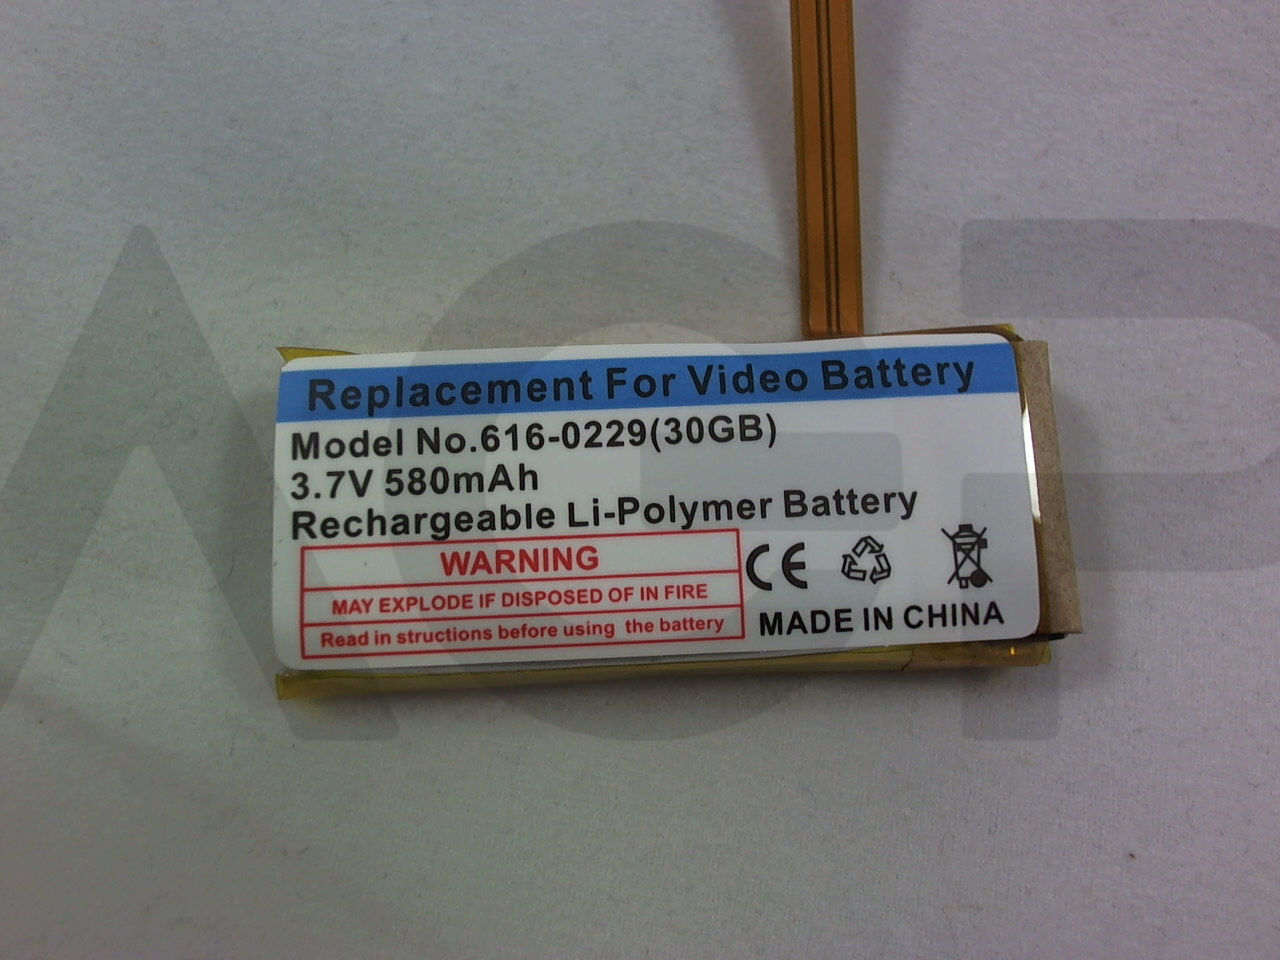 Replacement For Video Battery
Model No.616-0229(30GB)
3.7V 580mAh
Rechargeable Li-Polymer Battery
WARNING
MAY EXPLODE IF DISPOSED OF IN FIRE
Read in structions before using the battery
CE
MADE IN CHINA
AGP